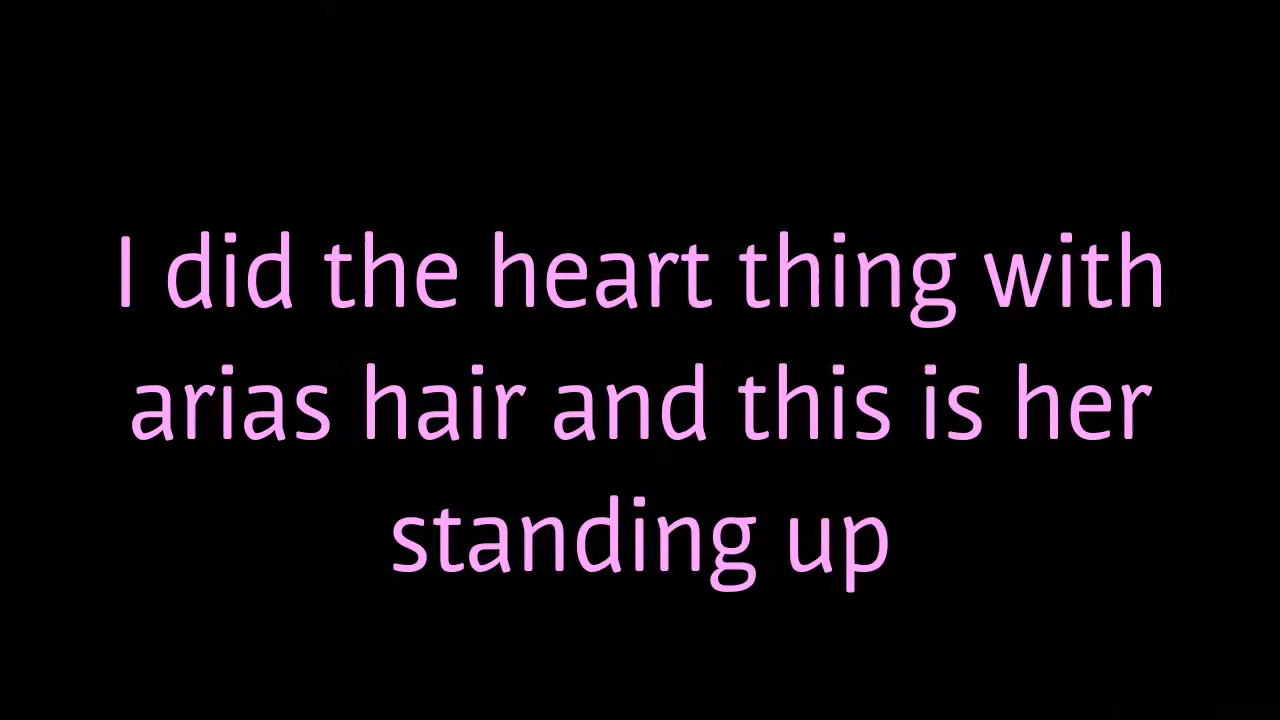 I did the heart thing with
arias hair and this is her
standing up